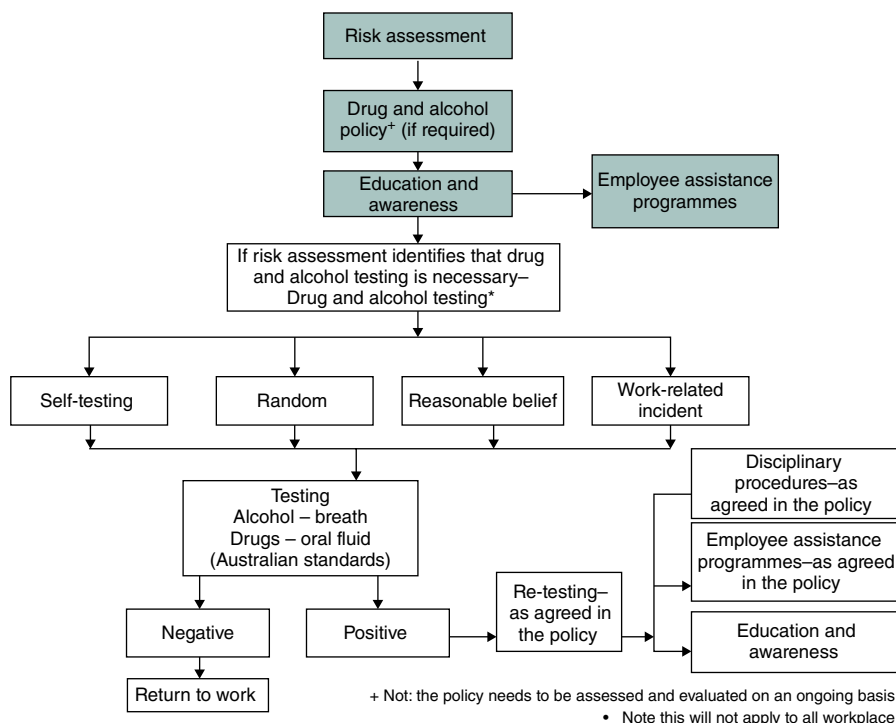 Risk assessment
Drug and alcohol
policy+ (if required)
Education and
awareness
Employee assistance
programmes
If risk assessment identifies that drug
and alcohol testing is necessary–
Drug and alcohol testing*
Self-testing
Random
Reasonable belief
Work-related
incident
Testing
Alcohol – breath
Drugs – oral fluid
(Australian standards)
Disciplinary
procedures–as
agreed in the policy
Employee assistance
programmes–as agreed
in the policy
Re-testing–
as agreed in
the policy
Negative
Positive
Education and
awareness
Return to work
+ Not: the policy needs to be assessed and evaluated on an ongoing basis
• Note this will not apply to all workplace